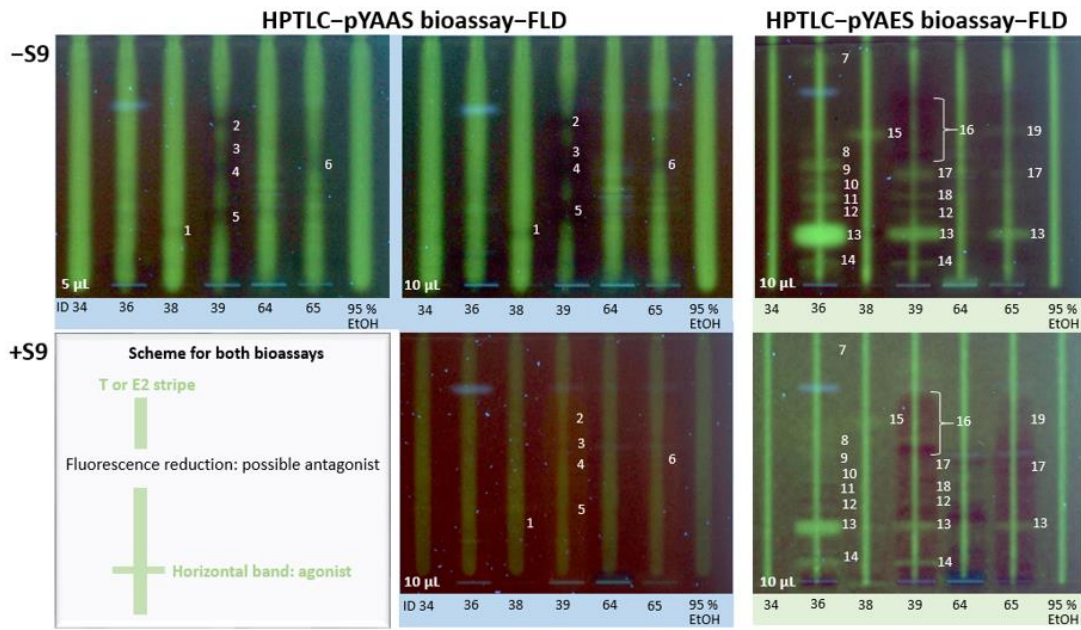 HPTLC–pYAAS bioassay–FLD
HPTLC–pYAES bioassay–FLD
–S9
1
2
3
4
5
6
5 µL
ID 34 36 38 39 64 65 95 %
EtOH
1
2
3
4
5
6
10 µL
34 36 38 39 64 65 95 %
EtOH
7
15
16
19
8
9
17
17
10
18
11
12
12
13
13
13
14
14
10 µL
34 36 38 39 64 65 95 %
EtOH
+S9
Scheme for both bioassays
T or E2 stripe
Fluorescence reduction: possible antagonist
Horizontal band: agonist
2
3
4
6
5
1
10 µL
ID 34 36 38 39 64 65 95 %
EtOH
7
15
16
19
8
9
17
17
10
18
11
12
12
13
13
13
14
14
10 µL
34 36 38 39 64 65 95 %
EtOH